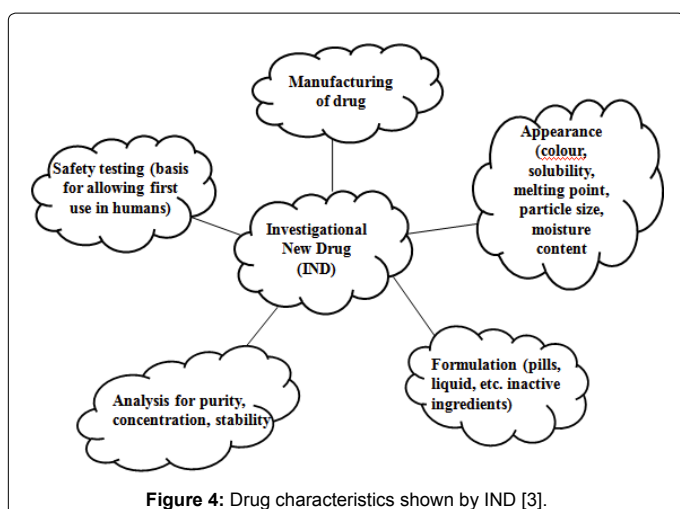 Manufacturing
of drug
Safety testing (basis
for allowing first
use in humans)
Appearance
(colour,
solubility,
melting point,
particle size,
moisture
content
Investigational
New Drug
(IND)
Analysis for purity,
concentration, stability
Formulation (pills,
liquid, etc. inactive
ingredients)
Figure 4: Drug characteristics shown by IND [3].